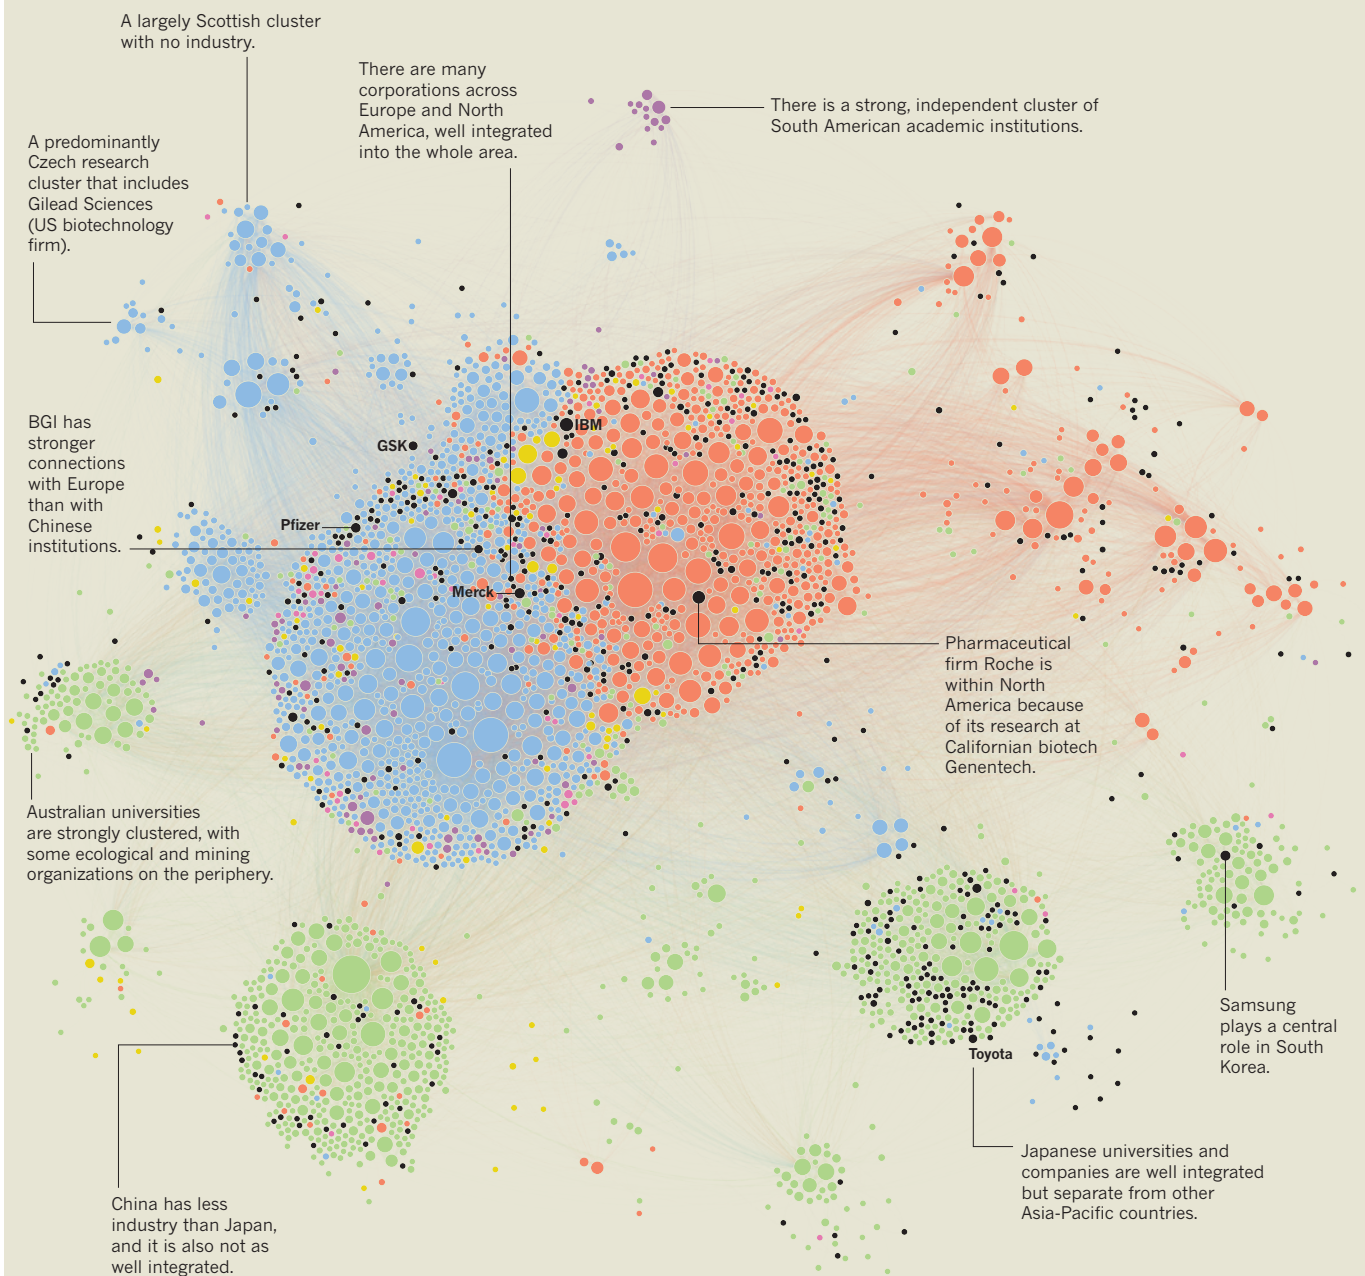 A largely Scottish cluster
with no industry.
There are many
corporations across
Europe and North
America, well integrated
into the whole area.
There is a strong, independent cluster of
South American academic institutions.
A predominantly
Czech research
cluster that includes
Gilead Sciences
(US biotechnology
firm).
BGI has
stronger
connections
with Europe
than with
Chinese
institutions.
GSK
IBM
Pfizer
Merck
Pharmaceutical
firm Roche is
within North
America because
of its research at
Californian biotech
Genentech.
Australian universities
are strongly clustered, with
some ecological and mining
organizations on the periphery.
Samsung
plays a central
role in South
Korea.
Toyota
Japanese universities and
companies are well integrated
but separate from other
Asia-Pacific countries.
China has less
industry than Japan,
and it is also not as
well integrated.